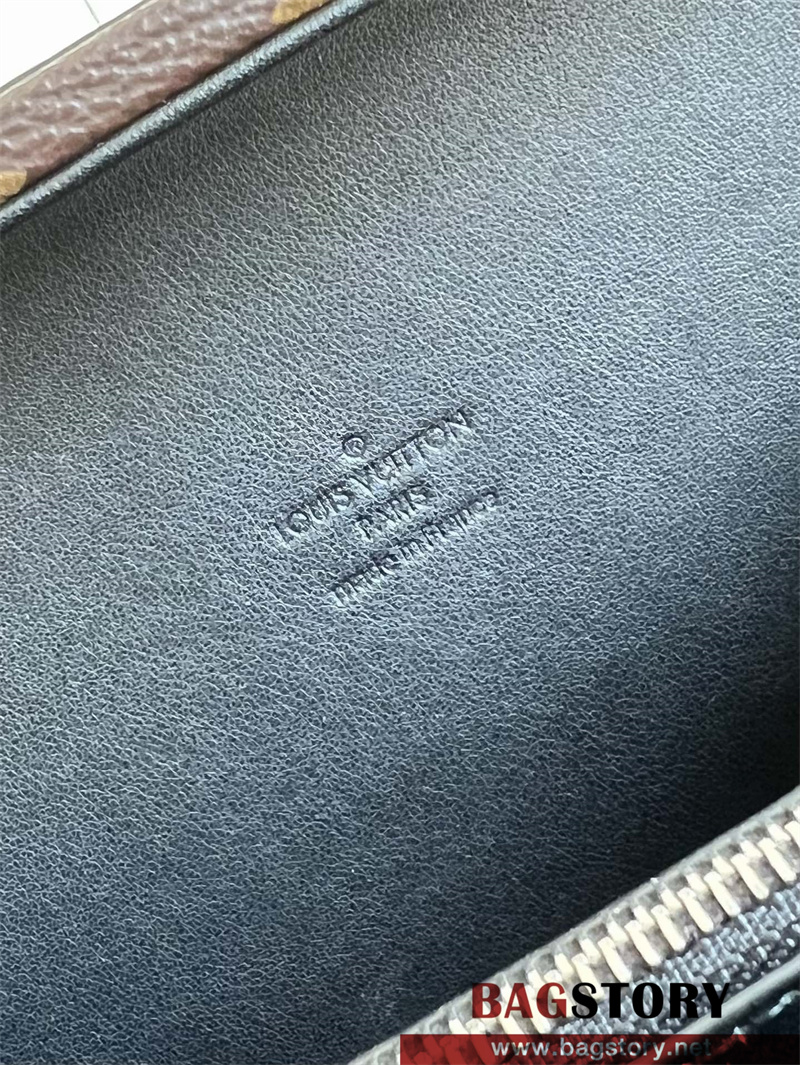 ®
LOUIS VUITTON
PARIS
made in France
BAGSTORY
www.bagstory.net